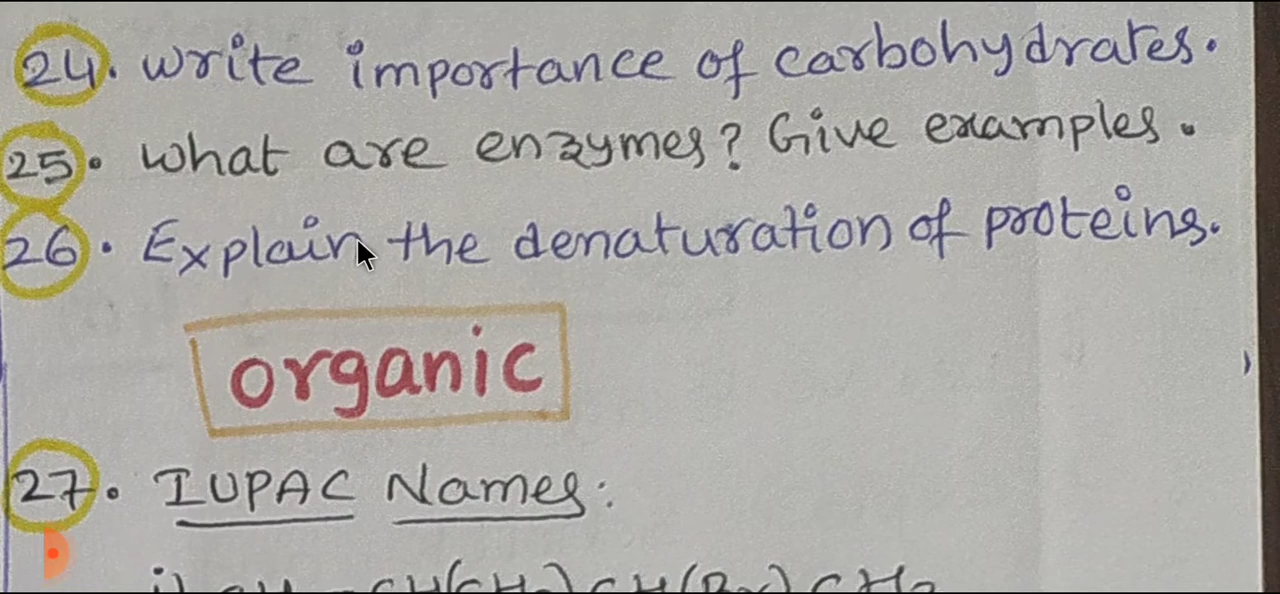 24. Write importance of carbohydrates.
25. What are enzymes? Give examples.
26. Explain the denaturation of proteins.
organic
27. IUPAC Names: